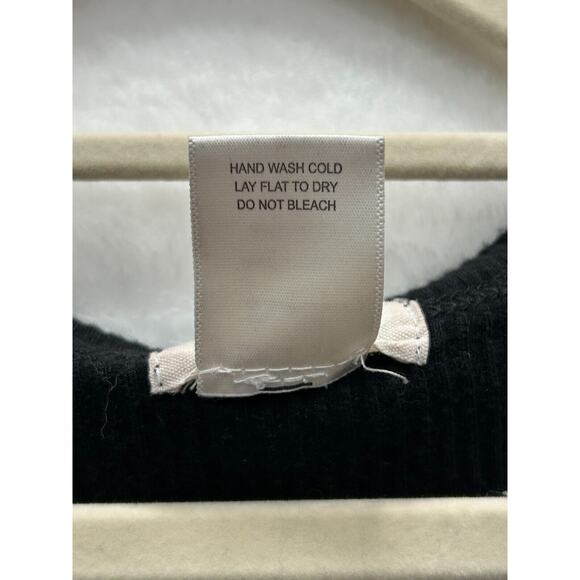 HAND WASH COLD
LAY FLAT TO DRY
DO NOT BLEACH